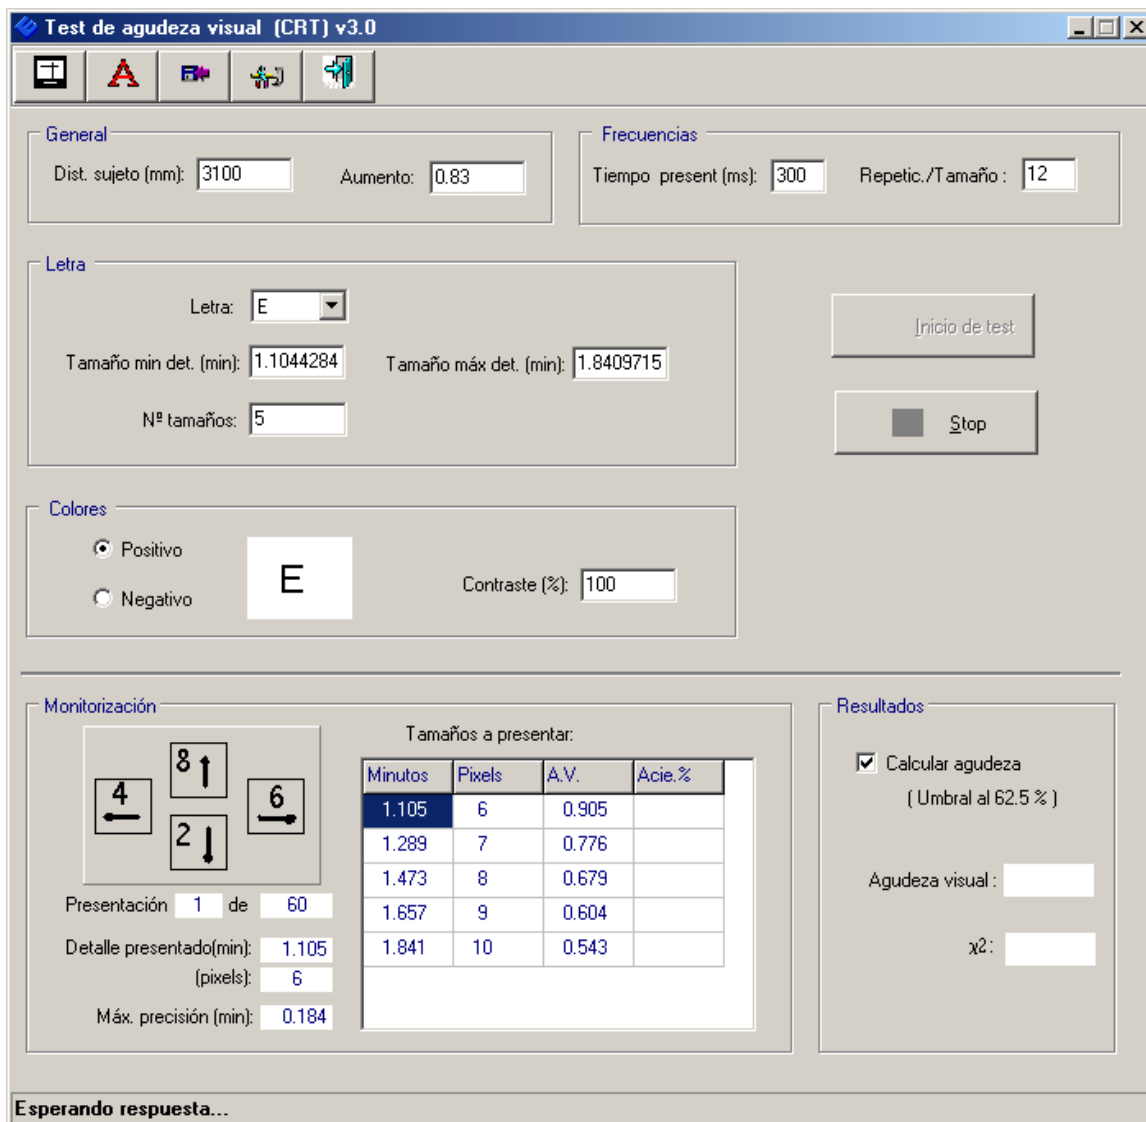 Test de agudeza visual (CRT) v3.0
General
Dist. sujeto (mm): 3100 Aumento: 0.83
Frecuencias
Tiempo present (ms): 300 Repetic./Tamaño : 12
Letra
Letra: E
Tamaño min det. (min): 1.1044284 Tamaño máx det. (min): 1.8409715
Nº tamaños: 5
Inicio de test
Stop
Colores
Positivo
Negativo
E
Contraste (%): 100
Monitorización
8
4 6
2
Presentación 1 de 60
Detalle presentado(min): 1.105
(pixels): 6
Máx. precisión (min): 0.184
Tamaños a presentar:
Minutos Pixels A.V. Acie.%
1.105 6 0.905
1.289 7 0.776
1.473 8 0.679
1.657 9 0.604
1.841 10 0.543
Resultados
Calcular agudeza
( Umbral al 62.5 % )
Agudeza visual :
χ2 :
Esperando respuesta...